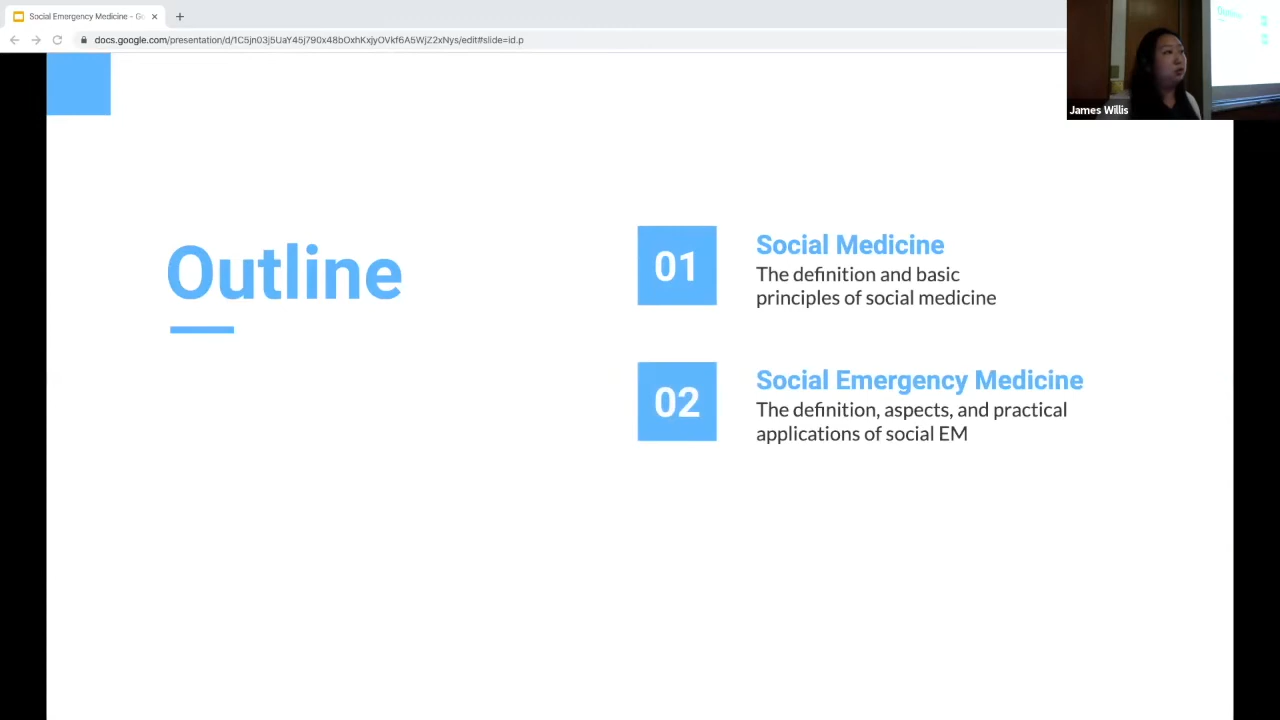 Social Emergency Medicine - Go
docs.google.com/presentation/d/1C5jn03j5UaY45j790x48bOxhKxjyOVkf6A5WjZ2xNys/edit#slide=id.p
James Willis
Outline
01
Social Medicine
The definition and basic
principles of social medicine
02
Social Emergency Medicine
The definition, aspects, and practical
applications of social EM